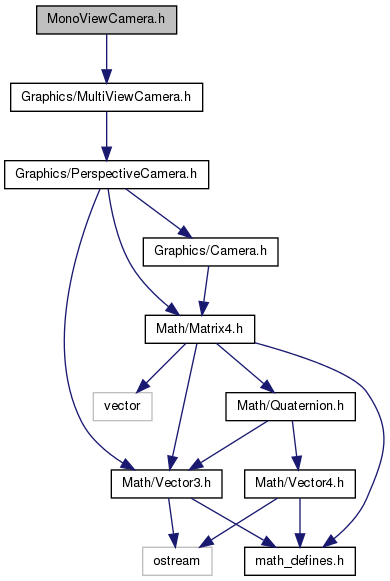 MonoViewCamera.h
Graphics/MultiViewCamera.h
Graphics/PerspectiveCamera.h
Graphics/Camera.h
Math/Matrix4.h
vector
Math/Quaternion.h
Math/Vector3.h
Math/Vector4.h
ostream
math_defines.h